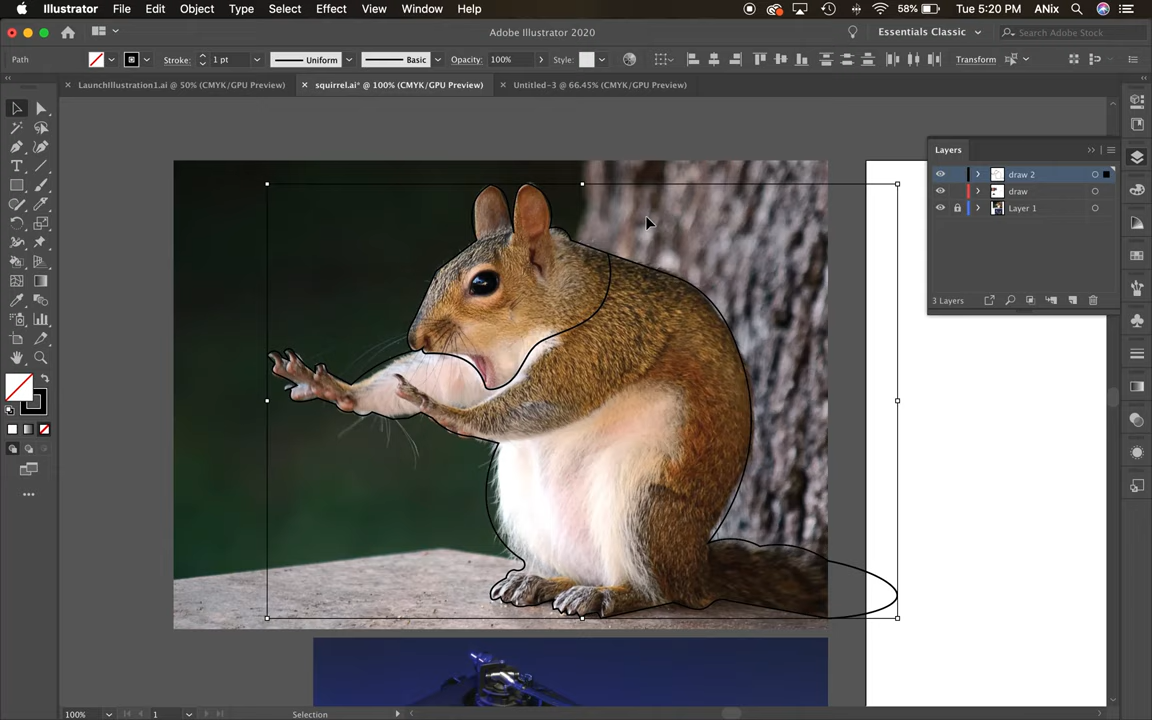 Illustrator File Edit Object Type Select Effect View Window Help 58% Tue 5:20 PM ANix
Adobe Illustrator 2020 Essentials Classic Search Adobe Stock
Path Stroke: 1 pt Uniform Basic Opacity: 100% Style: Transform
× LaunchIllustration1.ai @ 50% (CMYK/GPU Preview) × squirrel.ai* @ 100% (CMYK/GPU Preview) × Untitled-3 @ 66.45% (CMYK/GPU Preview)
Layers
draw 2
draw
Layer 1
3 Layers
100% 1 Selection